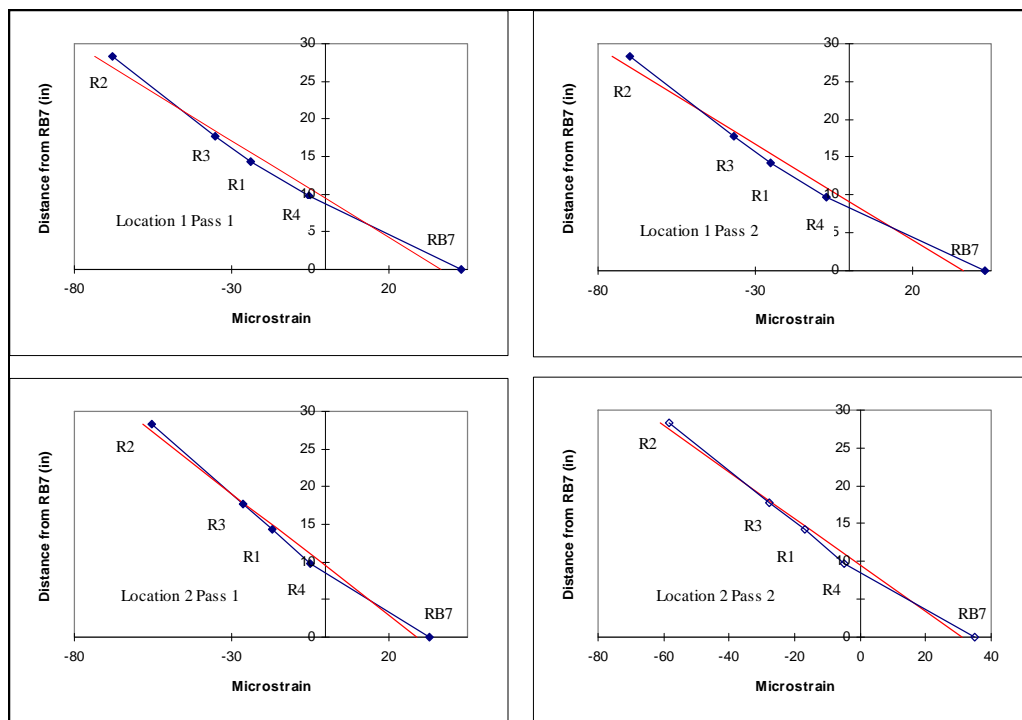 30
25
20
15
10
5
0
-80 -30 20
Distance from RB7 (in)
Microstrain
R2
R3
R1
R4
RB7
Location 1 Pass 1
30
25
20
15
10
5
0
-80 -30 20
Distance from RB7 (in)
Microstrain
R2
R3
R1
R4
RB7
Location 1 Pass 2
30
25
20
15
10
5
0
-80 -30 20
Distance from RB7 (in)
Microstrain
R2
R3
R1
R4
RB7
Location 2 Pass 1
30
25
20
15
10
5
0
-80 -60 -40 -20 0 20 40
Distance from RB7 (in)
Microstrain
R2
R3
R1
R4
RB7
Location 2 Pass 2